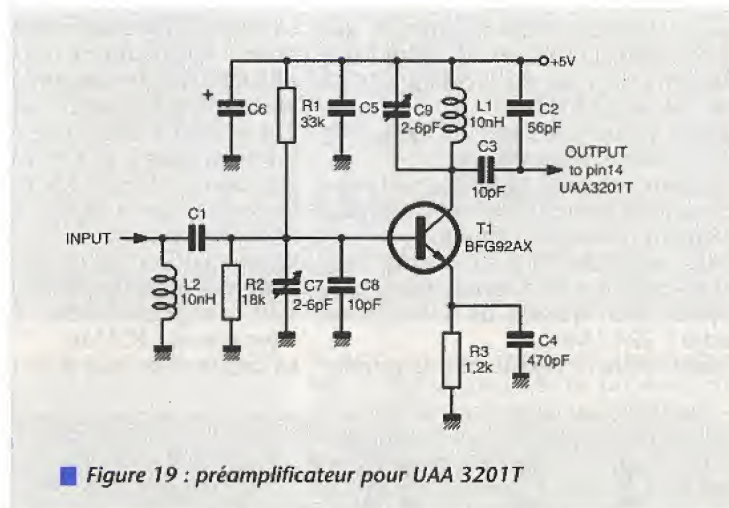 +5V
+
C6
R1
33k
C5
C9
2-6pF
L1
10nH
C2
56pF
C3
10pF
OUTPUT
to pin14
UAA3201T
C1
INPUT
T1
BFG92AX
L2
10nH
R2
18k
C7
2-6pF
C8
10pF
R3
1,2k
C4
470pF
Figure 19 : préamplificateur pour UAA 3201T